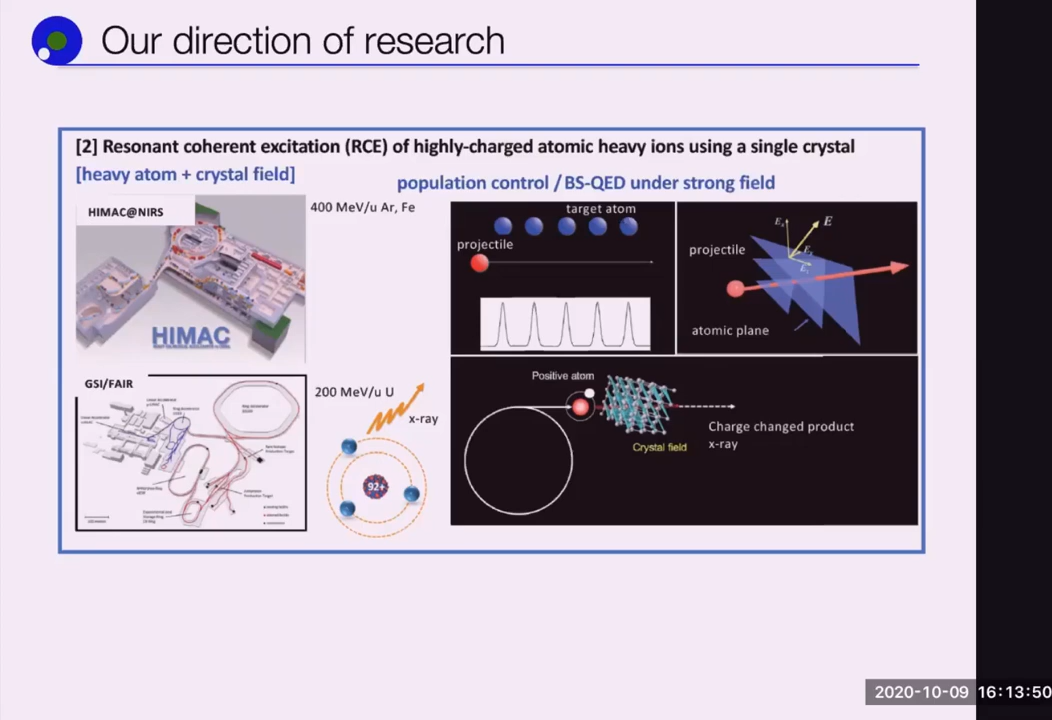 Our direction of research
[2] Resonant coherent excitation (RCE) of highly-charged atomic heavy ions using a single crystal
[heavy atom + crystal field]
population control / BS-QED under strong field
HIMAC@NIRS
400 MeV/u Ar, Fe
HIMAC
target atom
projectile
projectile
E
atomic plane
GSI/FAIR
200 MeV/u U
x-ray
92+
Positive atom
Crystal field
Charge changed product
x-ray
2020-10-09 16:13:50